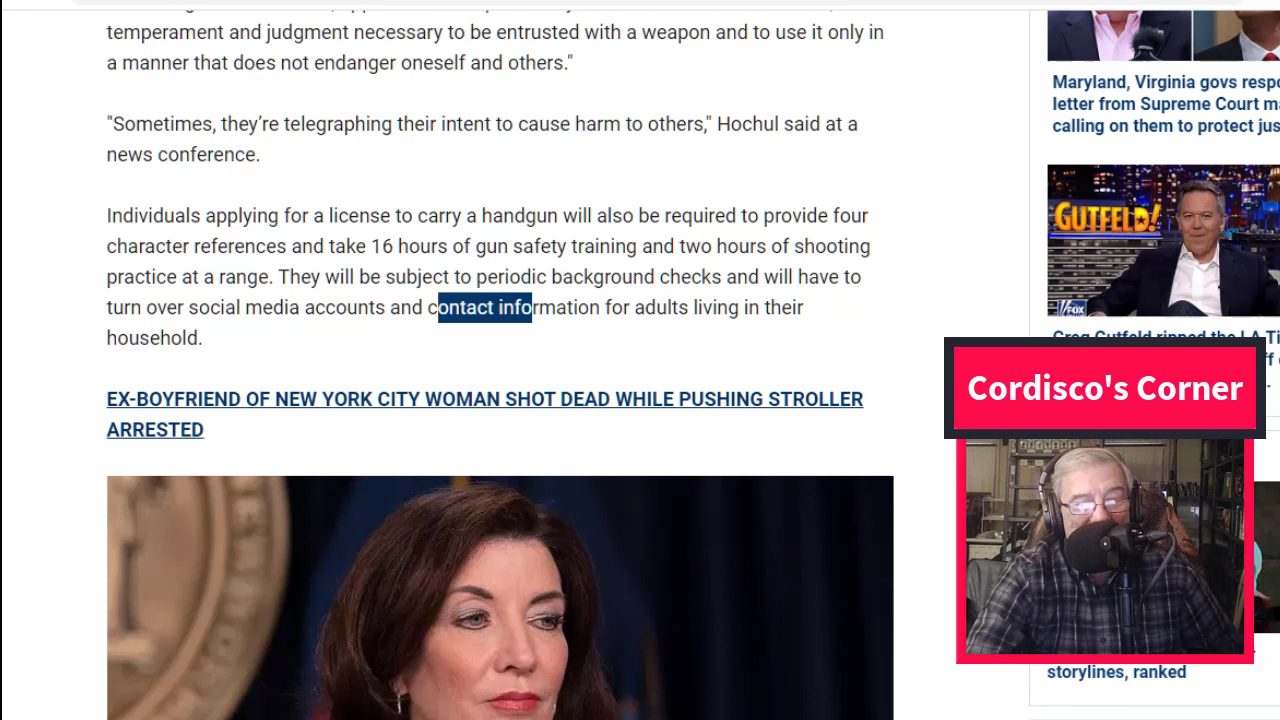 temperament and judgment necessary to be entrusted with a weapon and to use it only in
a manner that does not endanger oneself and others."
"Sometimes, they’re telegraphing their intent to cause harm to others," Hochul said at a
news conference.
Individuals applying for a license to carry a handgun will also be required to provide four
character references and take 16 hours of gun safety training and two hours of shooting
practice at a range. They will be subject to periodic background checks and will have to
turn over social media accounts and contact information for adults living in their
household.
EX-BOYFRIEND OF NEW YORK CITY WOMAN SHOT DEAD WHILE PUSHING STROLLER
ARRESTED
Maryland, Virginia govs resp
letter from Supreme Court m
calling on them to protect jus
GUTFELD!
FOX
Greg Gutfeld ripped the LA Ti
Cordisco's Corner
storylines, ranked